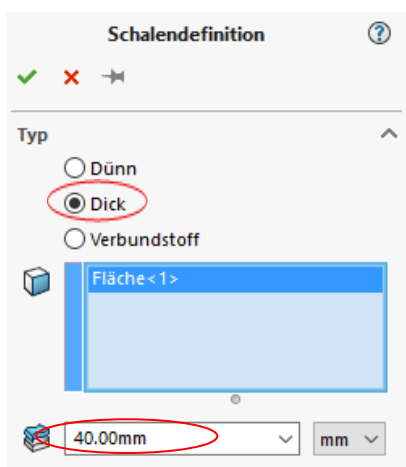 Schalendefinition
Typ
Dünn
Dick
Verbundstoff
Fläche<1>
40.00mm mm